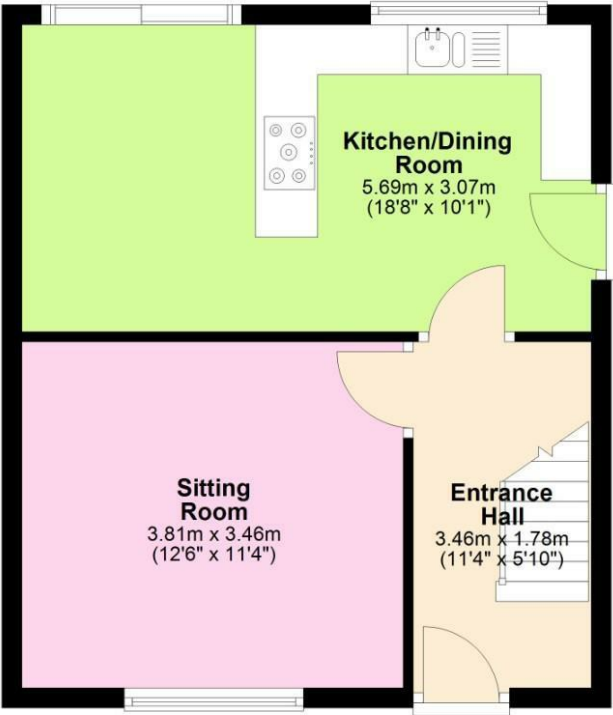 Kitchen/Dining
Room
5.69m x 3.07m
(18'8" x 10'1")
Sitting
Room
3.81m x 3.46m
(12'6" x 11'4")
Entrance
Hall
3.46m x 1.78m
(11'4" x 5'10")